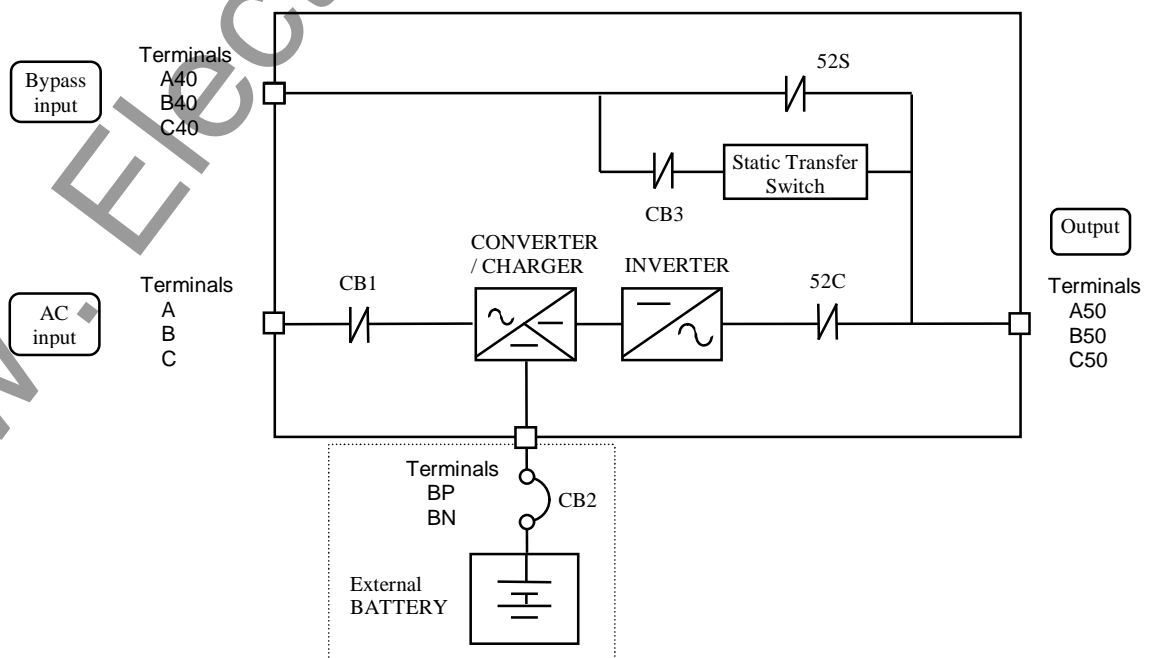 Bypass
input
Terminals
A40
B40
C40
52S
Static Transfer
Switch
CB3
Output
Terminals
A50
B50
C50
CONVERTER
/ CHARGER
INVERTER
52C
CB1
AC
input
Terminals
A
B
C
Terminals
BP
BN
CB2
External
BATTERY
Elec